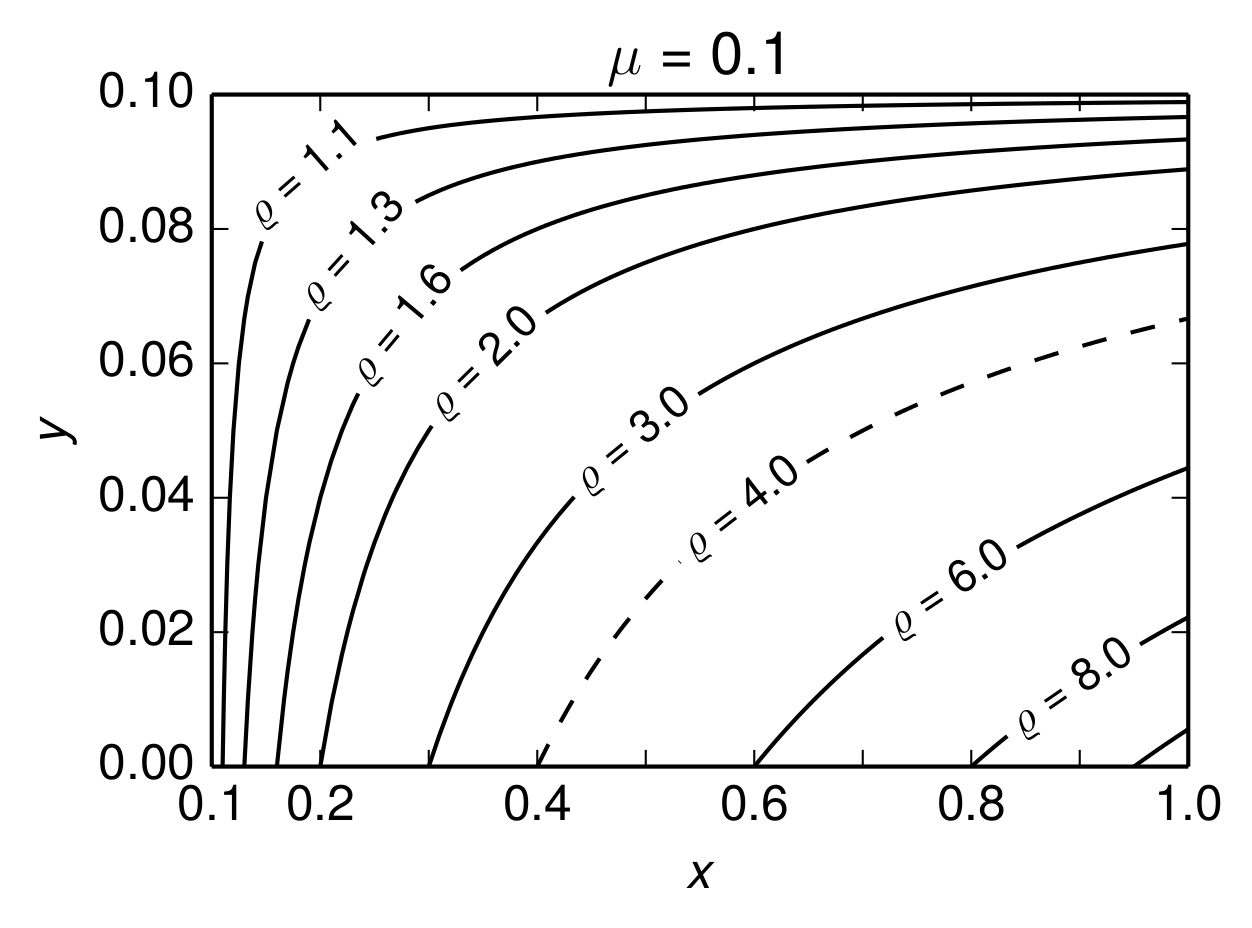 μ = 0.1
0.10
0.08
0.06
0.04
0.02
0.00
y
ϱ = 1.1
ϱ = 1.3
ϱ = 1.6
ϱ = 2.0
ϱ = 3.0
ϱ = 4.0
ϱ = 6.0
ϱ = 8.0
0.1 0.2 0.4 0.6 0.8 1.0
x